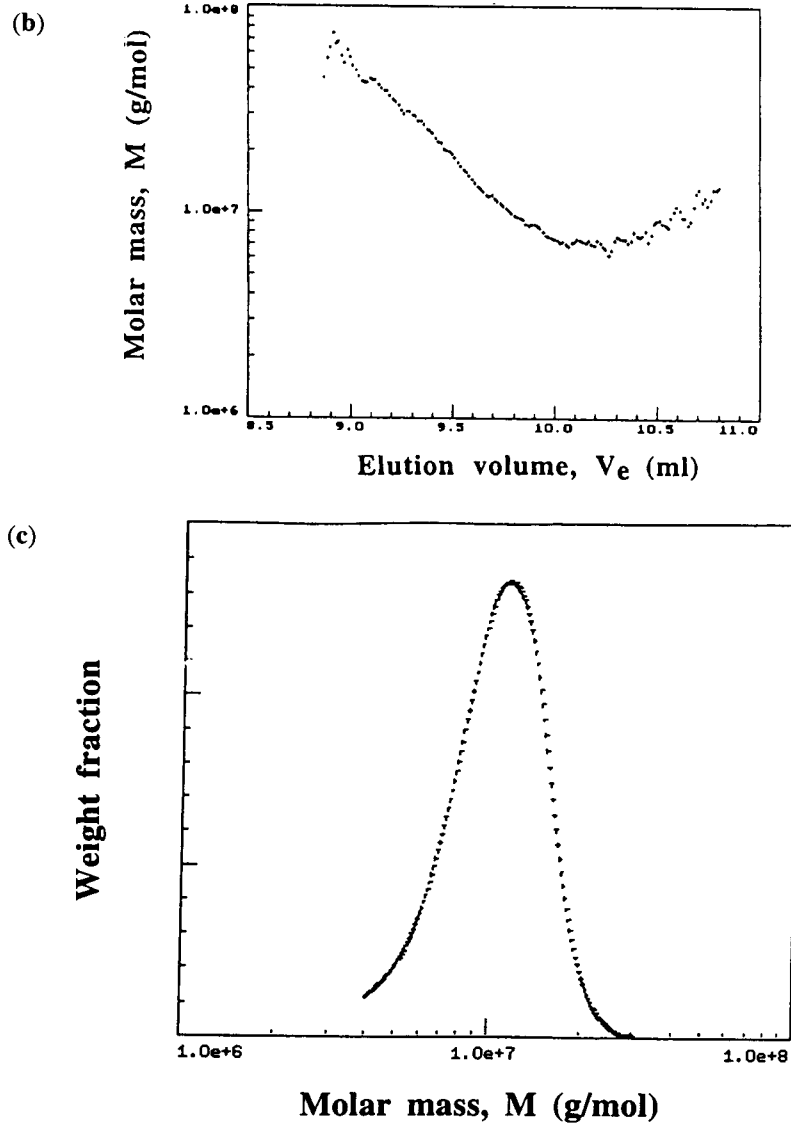 (b)
Molar mass, M (g/mol)
1.0e+8
1.0e+7
1.0e+6
8.5 9.0 9.5 10.0 10.5 11.0
Elution volume, Ve (ml)
(c)
Weight fraction
1.0e+6 1.0e+7 1.0e+8
Molar mass, M (g/mol)